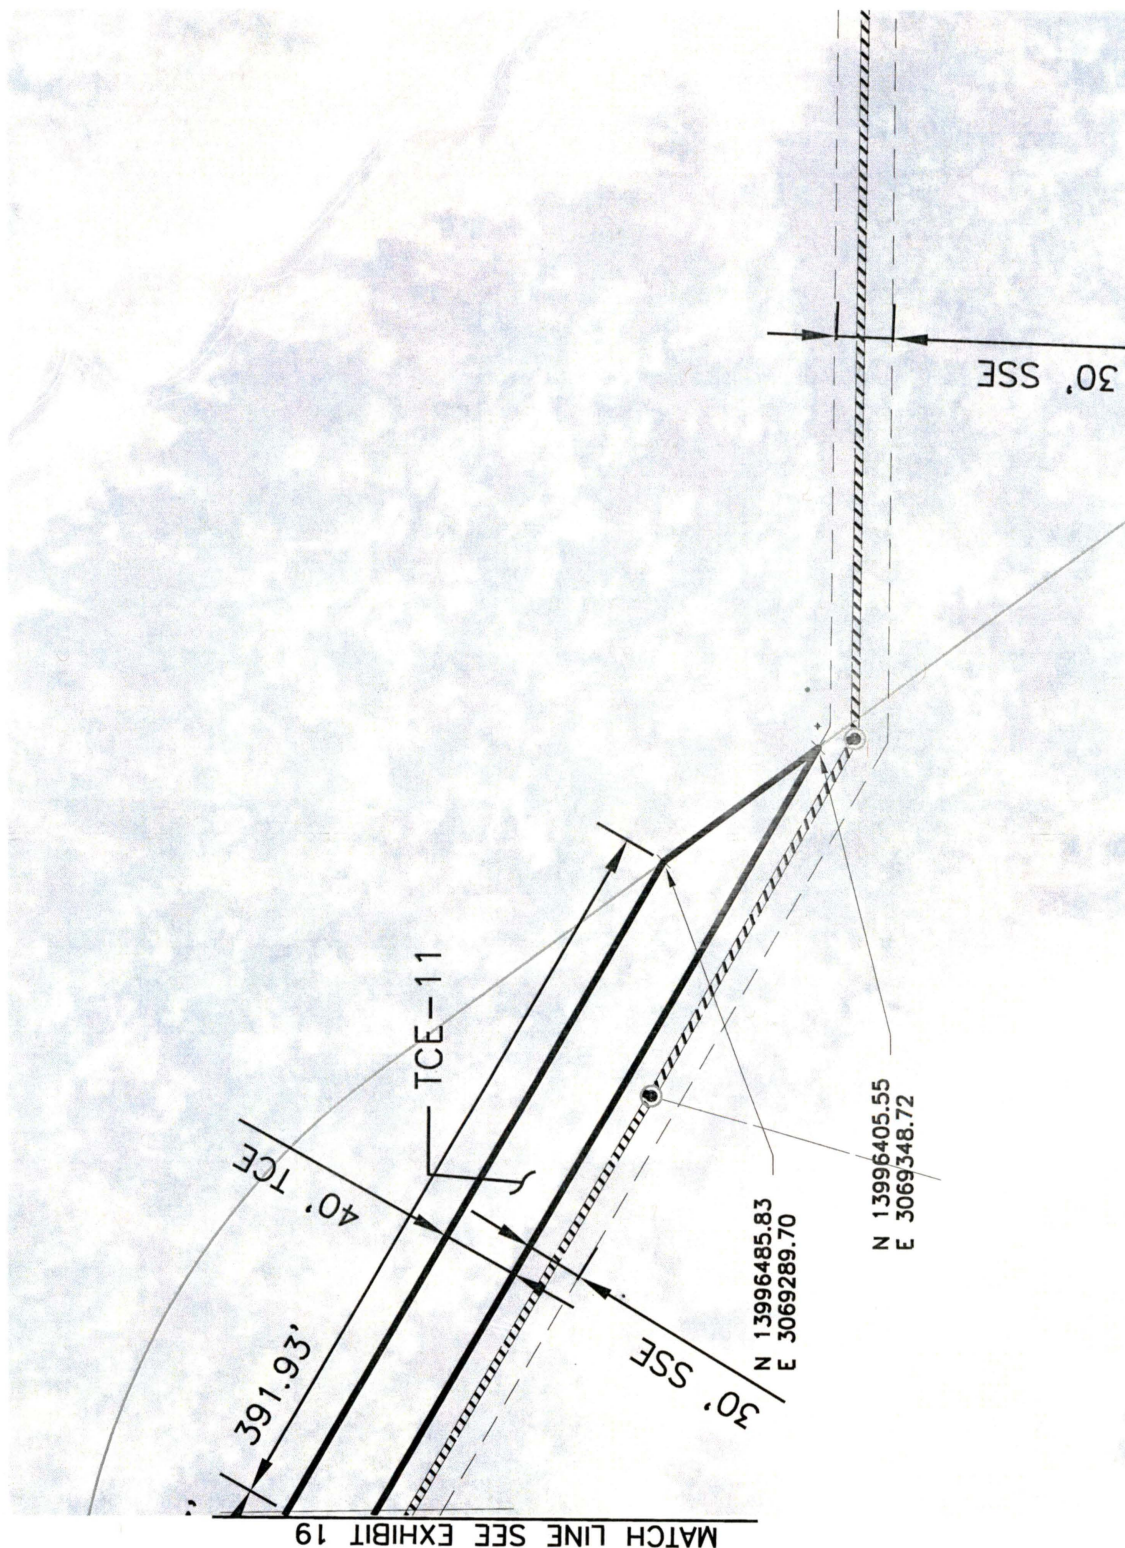 30' SSE
TCE-11
40' TCE
391.93'
30' SSE
N 13996485.83
E 3069289.70
N 13996405.55
E 3069348.72
MATCH LINE SEE EXHIBIT 19